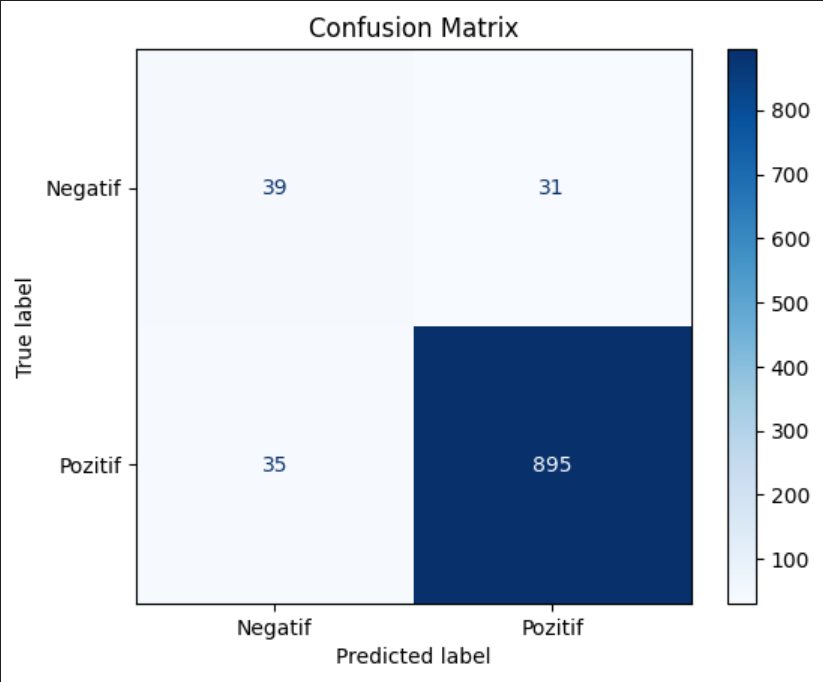 Confusion Matrix
Negatif
39
31
Pozitif
35
895
Negatif
Pozitif
Predicted label
True label
800
700
600
500
400
300
200
100